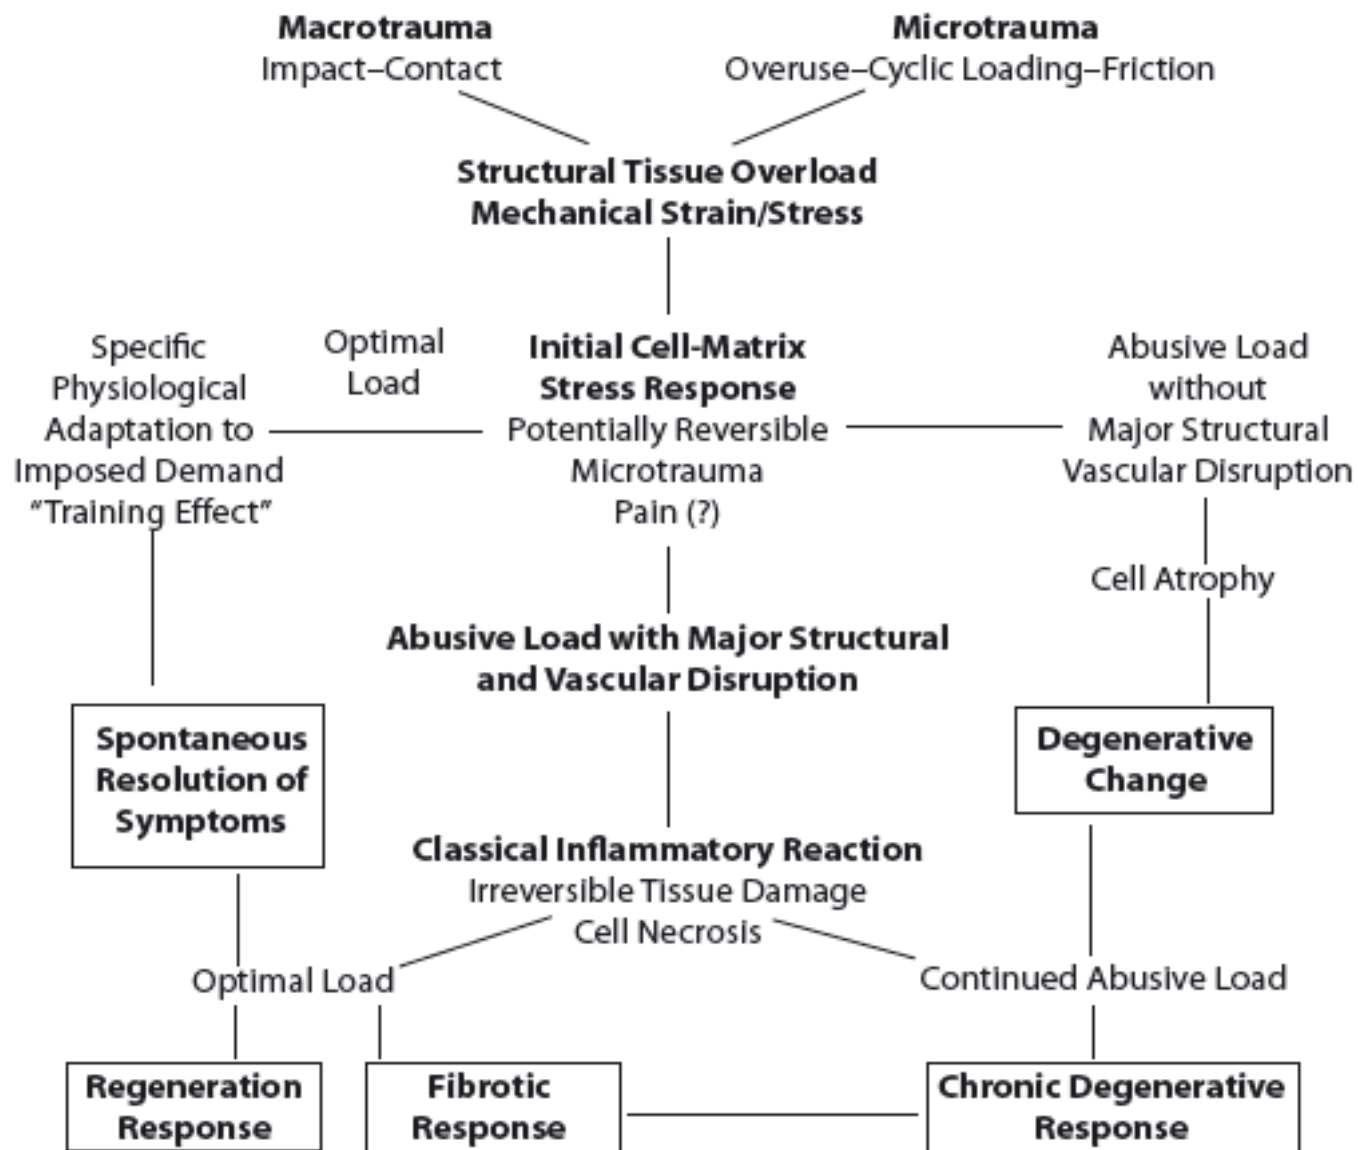 Macrotrauma
Impact–Contact
Microtrauma
Overuse–Cyclic Loading–Friction
Structural Tissue Overload
Mechanical Strain/Stress
Specific
Physiological
Adaptation to
Imposed Demand
“Training Effect”
Optimal
Load
Initial Cell-Matrix
Stress Response
Potentially Reversible
Microtrauma
Pain (?)
Abusive Load
without
Major Structural
Vascular Disruption
Cell Atrophy
Abusive Load with Major Structural
and Vascular Disruption
Spontaneous
Resolution of
Symptoms
Degenerative
Change
Classical Inflammatory Reaction
Irreversible Tissue Damage
Cell Necrosis
Optimal Load
Continued Abusive Load
Regeneration
Response
Fibrotic
Response
Chronic Degenerative
Response